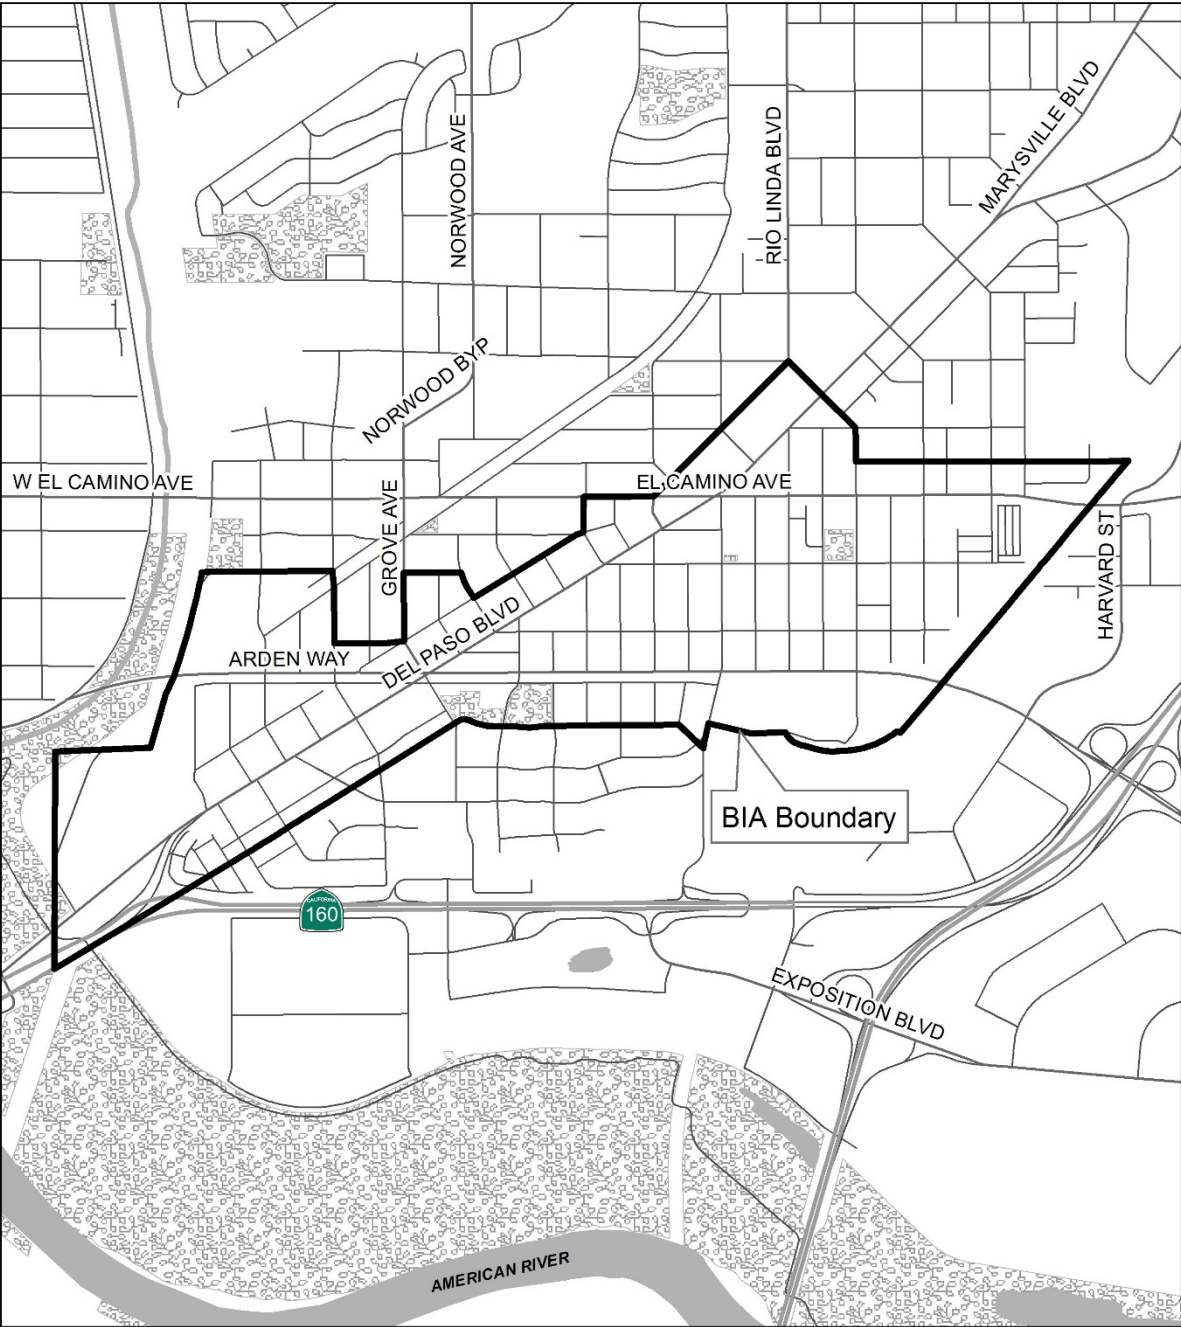 NORWOOD AVE
RIO LINDA BLVD
MARYSVILLE BLVD
NORWOOD BYP
W EL CAMINO AVE
EL CAMINO AVE
GROVE AVE
HARVARD ST
ARDEN WAY
DEL PASO BLVD
BIA Boundary
CALIFORNIA
160
EXPOSITION BLVD
AMERICAN RIVER